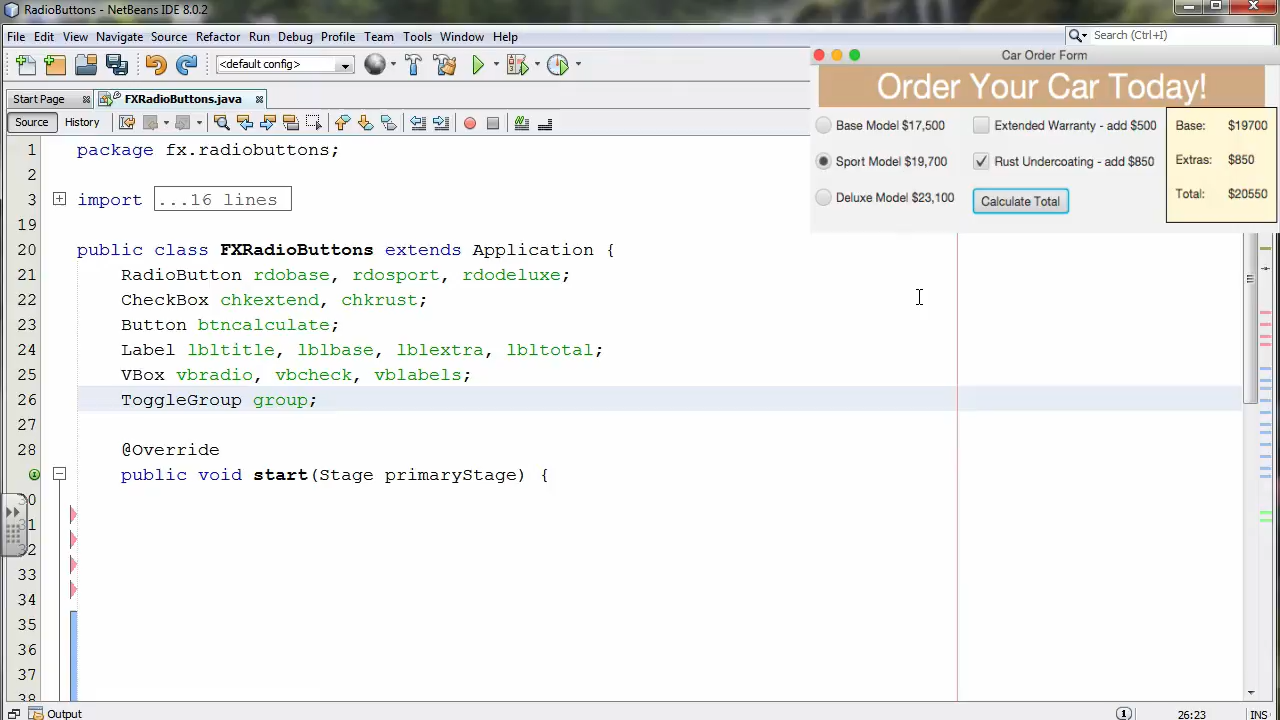 RadioButtons - NetBeans IDE 8.0.2
File Edit View Navigate Source Refactor Run Debug Profile Team Tools Window Help
Search (Ctrl+I)
<default config>
Start Page
FXRadioButtons.java
Source History
Car Order Form
Order Your Car Today!
Base Model $17,500 Extended Warranty - add $500 Base: $19700
Sport Model $19,700 Rust Undercoating - add $850 Extras: $850
Deluxe Model $23,100 Calculate Total Total: $20550
1 package fx.radiobuttons;
2
3 import ...16 lines
19
20 public class FXRadioButtons extends Application {
21 RadioButton rdobase, rdosport, rdodeluxe;
22 CheckBox chkextend, chkrust;
23 Button btncalculate;
24 Label lbltitle, lblbase, lblextra, lbltotal;
25 VBox vbradio, vbcheck, vblabels;
26 ToggleGroup group;
27
28 @Override
public void start(Stage primaryStage) {
30
31
32
33
34
35
36
37
38
Output 26:23 INS